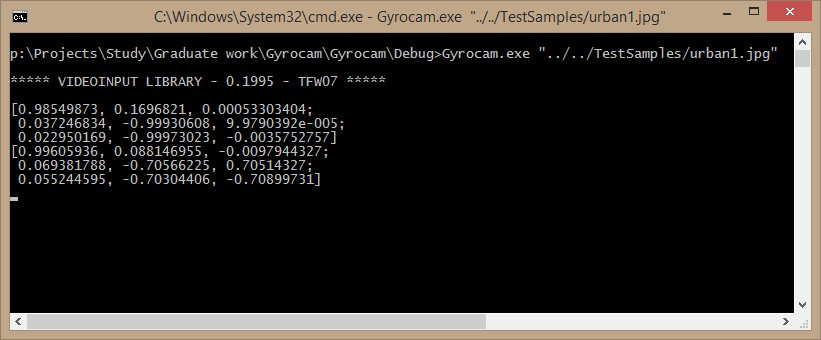 C:\Windows\System32\cmd.exe - Gyrocam.exe  "../../TestSamples/urban1.jpg"
p:\Projects\Study\Graduate work\Gyrocam\Gyrocam\Debug>Gyrocam.exe "../../TestSamples/urban1.jpg"
***** VIDEOINPUT LIBRARY - 0.1995 - TFW07 *****
[0.98549873, 0.1696821, 0.00053303404;
 0.037246834, -0.99930608, 9.9790392e-005;
 0.022950169, -0.99973023, -0.0035752757]
[0.99605936, 0.088146955, -0.0097944327;
 0.069381788, -0.70566225, 0.70514327;
 0.055244595, -0.70304406, -0.70899731]